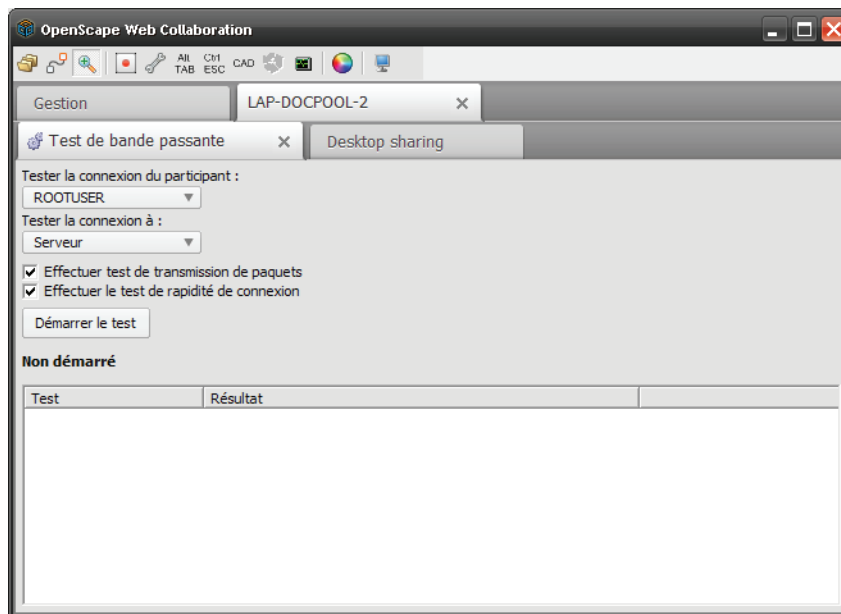 OpenScape Web Collaboration
Alt TAB Ctrl ESC CAD
Gestion LAP-DOCPOOL-2
Test de bande passante Desktop sharing
Tester la connexion du participant :
ROOTUSER
Tester la connexion à :
Serveur
Effectuer test de transmission de paquets
Effectuer le test de rapidité de connexion
Démarrer le test
Non démarré
Test Résultat